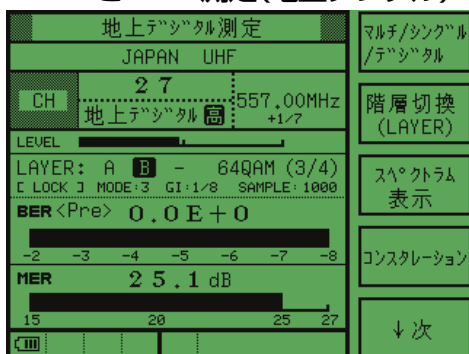 地上ﾃﾞｼﾞﾀﾙ測定
JAPAN UHF
CH
27
地上ﾃﾞｼﾞﾀﾙ 高
557.00MHz
+1/7
LEVEL
LAYER: A B - 64QAM (3/4)
[ LOCK ] MODE:3 GI:1/8 SAMPLE:1000
BER <Pre> 0.0E+0
-2 -3 -4 -5 -6 -7 -8
MER 25.1 dB
15 20 25 27
ﾏﾙﾁ/ｼﾝｸﾞﾙ
/ﾃﾞｼﾞﾀﾙ
階層切換
(LAYER)
ｽﾍﾟｸﾄﾗﾑ
表示
ｺﾝｽﾀﾚｰｼｮﾝ
↓次